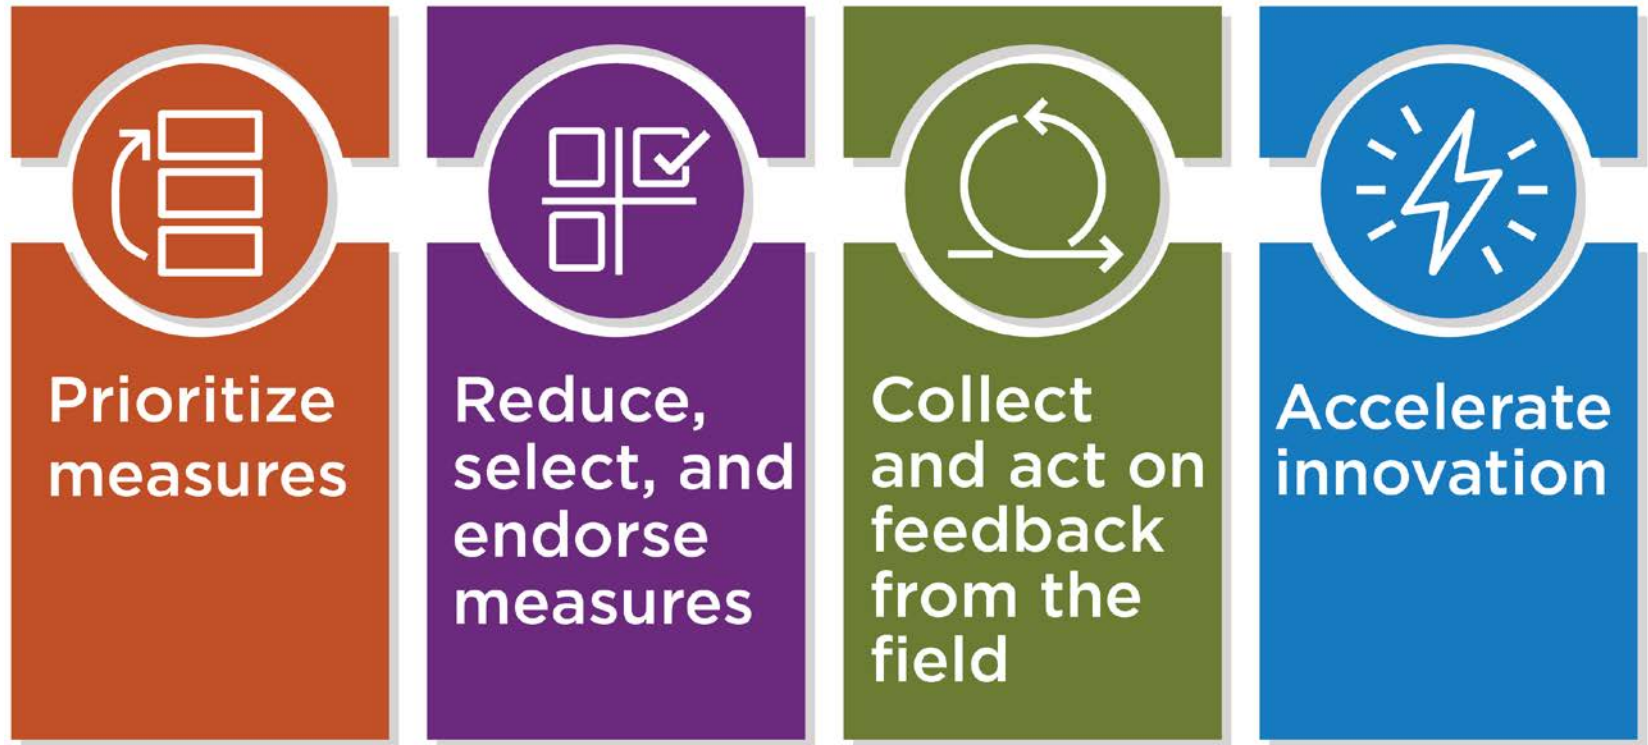 Prioritize
measures
Reduce,
select, and
endorse
measures
Collect
and act on
feedback
from the
field
Accelerate
innovation